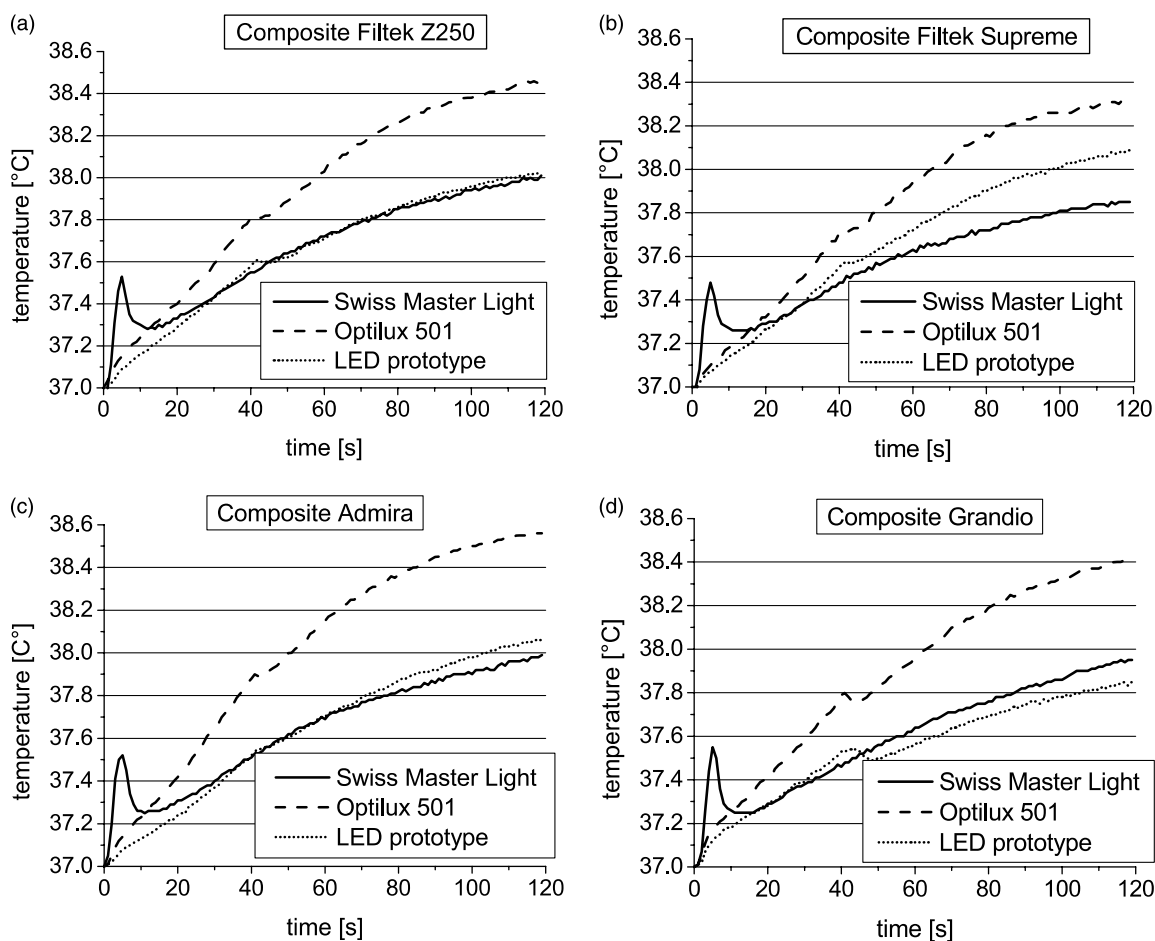 (a)
Composite Filtek Z250
38.6
38.4
38.2
38.0
37.8
37.6
37.4
37.2
37.0
temperature [°C]
Swiss Master Light
Optilux 501
LED prototype
0 20 40 60 80 100 120
time [s]
(b)
Composite Filtek Supreme
38.6
38.4
38.2
38.0
37.8
37.6
37.4
37.2
37.0
temperature [°C]
Swiss Master Light
Optilux 501
LED prototype
0 20 40 60 80 100 120
time [s]
(c)
Composite Admira
38.6
38.4
38.2
38.0
37.8
37.6
37.4
37.2
37.0
temperature [C°]
Swiss Master Light
Optilux 501
LED prototype
0 20 40 60 80 100 120
time [s]
(d)
Composite Grandio
38.6
38.4
38.2
38.0
37.8
37.6
37.4
37.2
37.0
temperature [°C]
Swiss Master Light
Optilux 501
LED prototype
0 20 40 60 80 100 120
time [s]